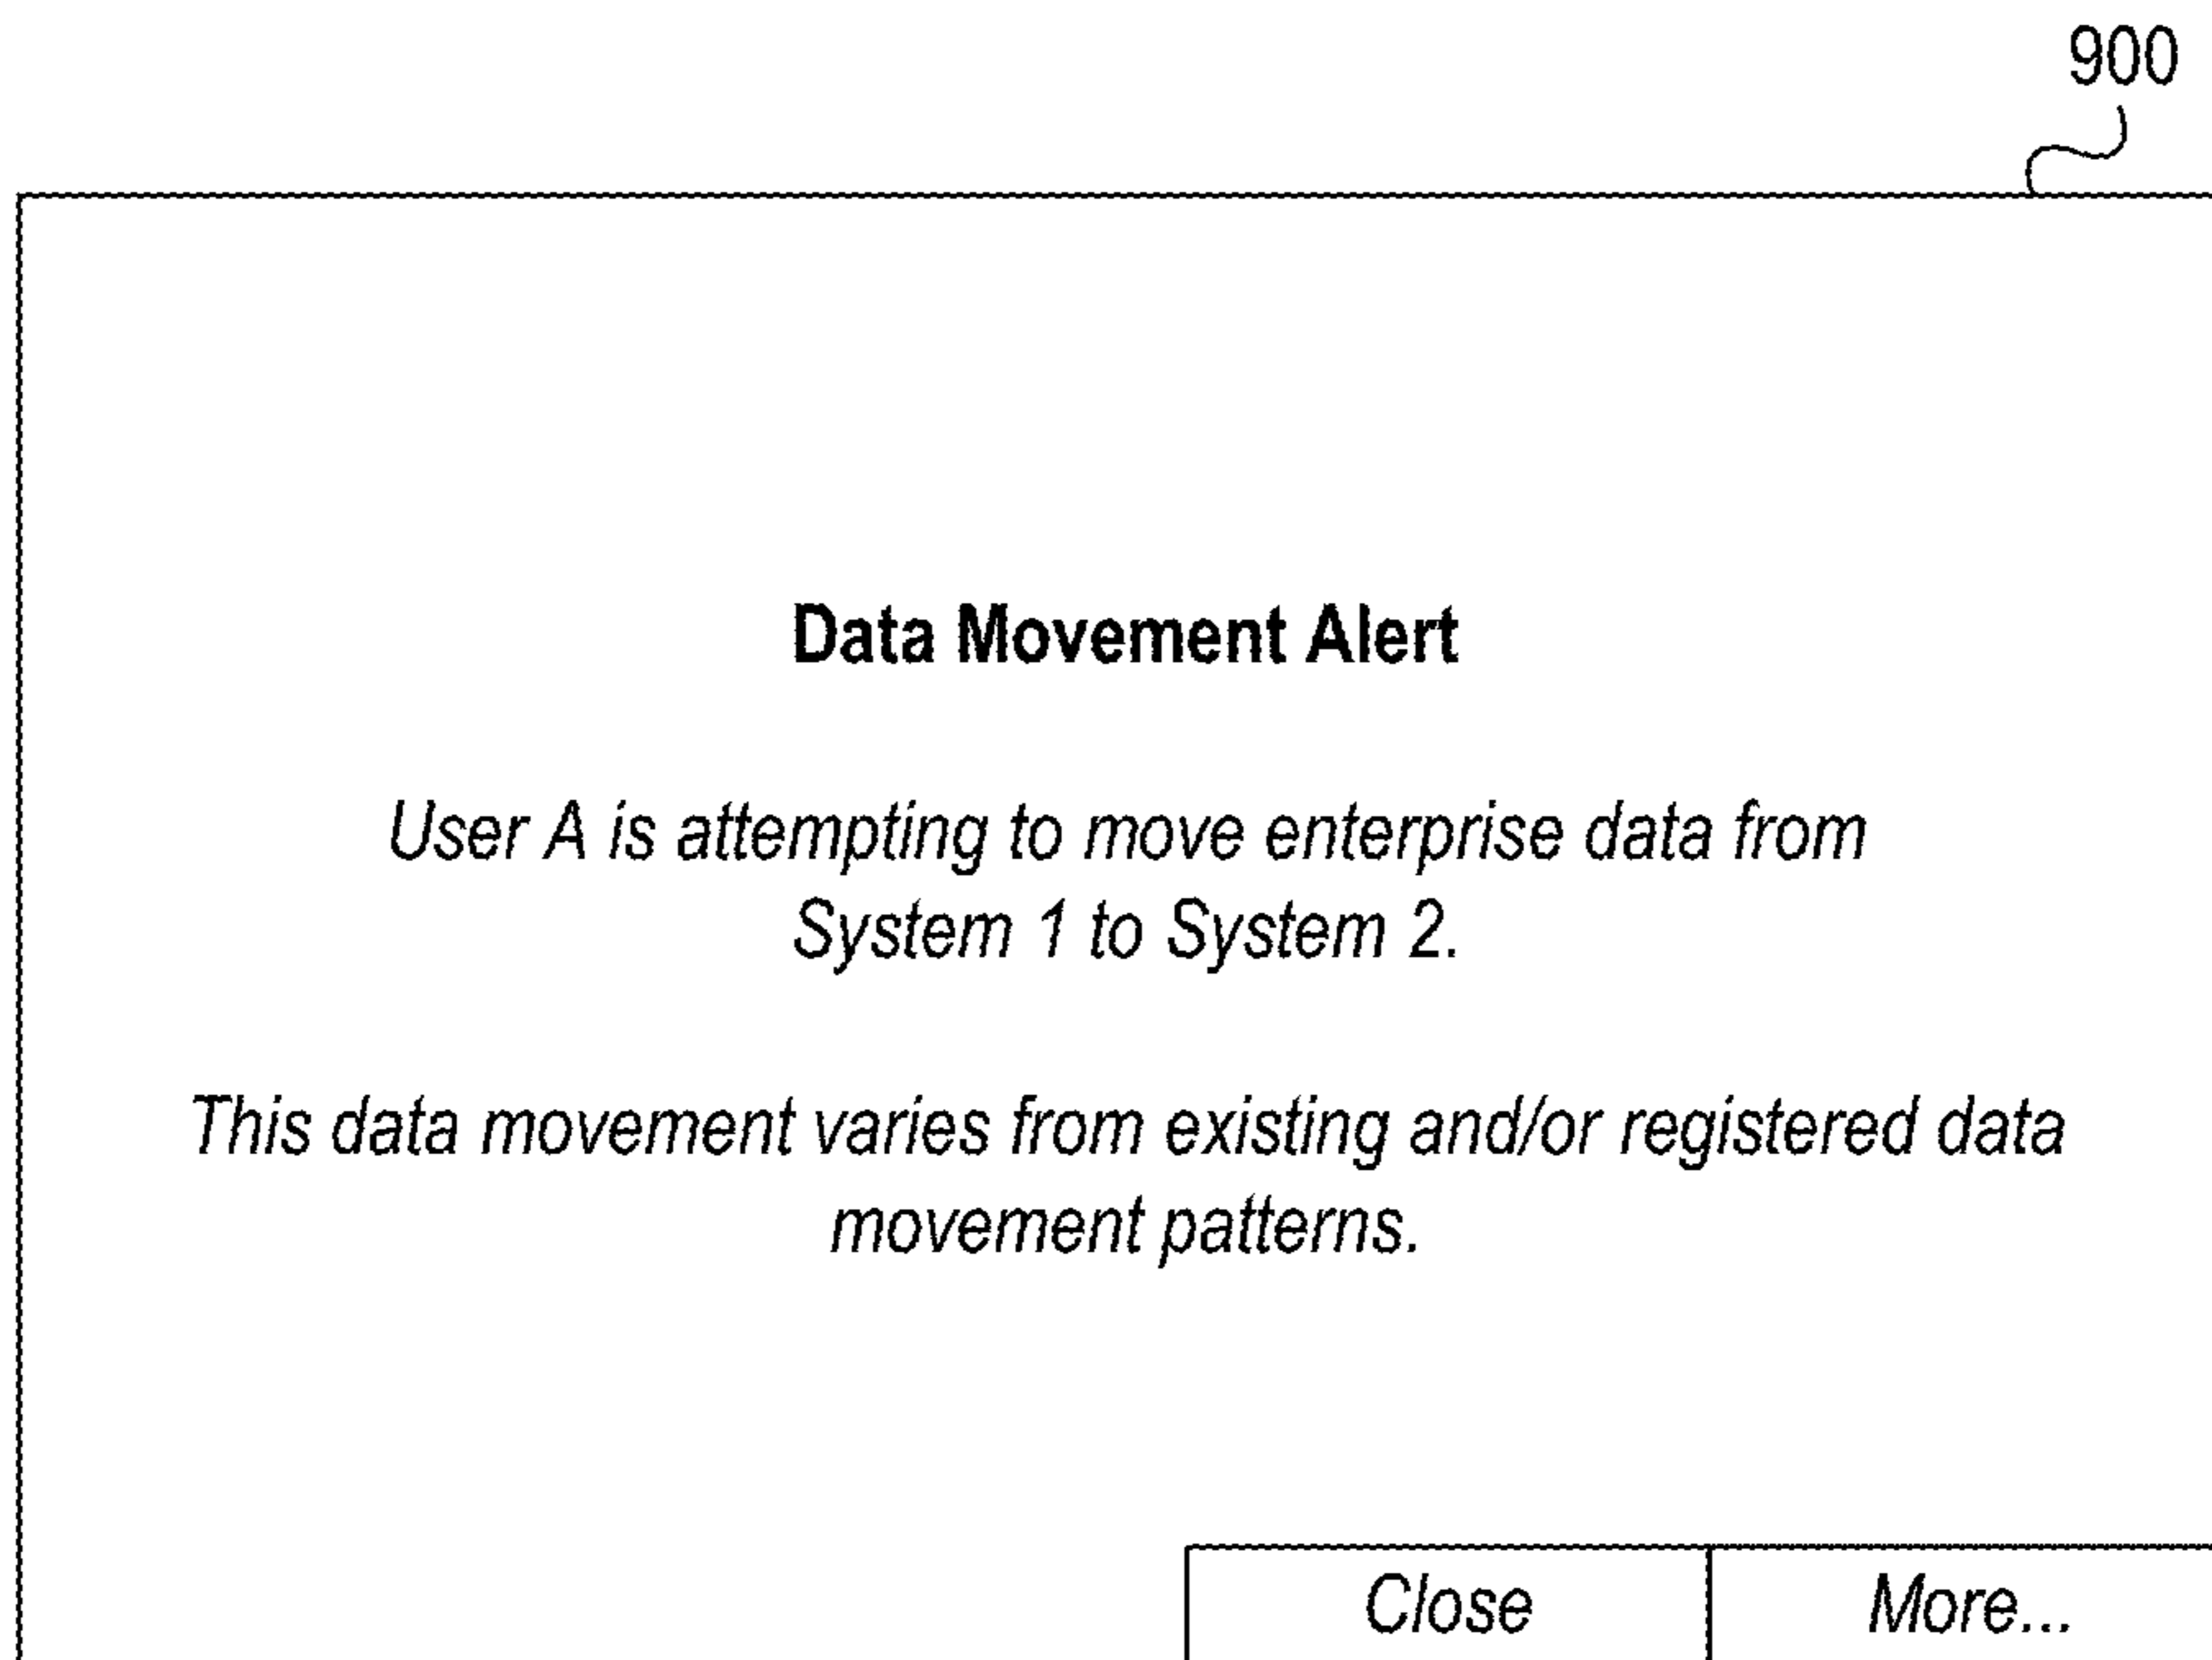 900
Data Movement Alert
User A is attempting to move enterprise data from
System 1 to System 2.
This data movement varies from existing and/or registered data
movement patterns.
Close
More...